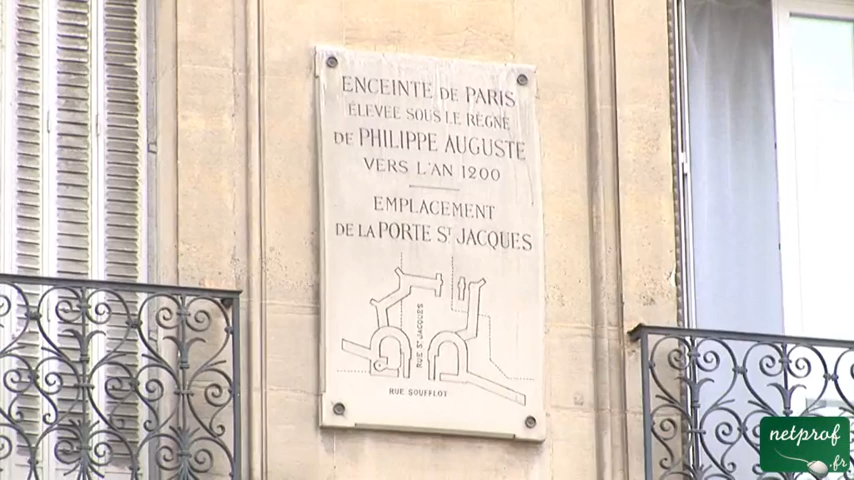 ENCEINTE DE PARIS
ÉLEVÉE SOUS LE RÈGNE
DE PHILIPPE AUGUSTE
VERS L'AN 1200
EMPLACEMENT
DE LA PORTE ST JACQUES
RUE ST JACQUES
RUE SOUFFLOT
netprof
.fr